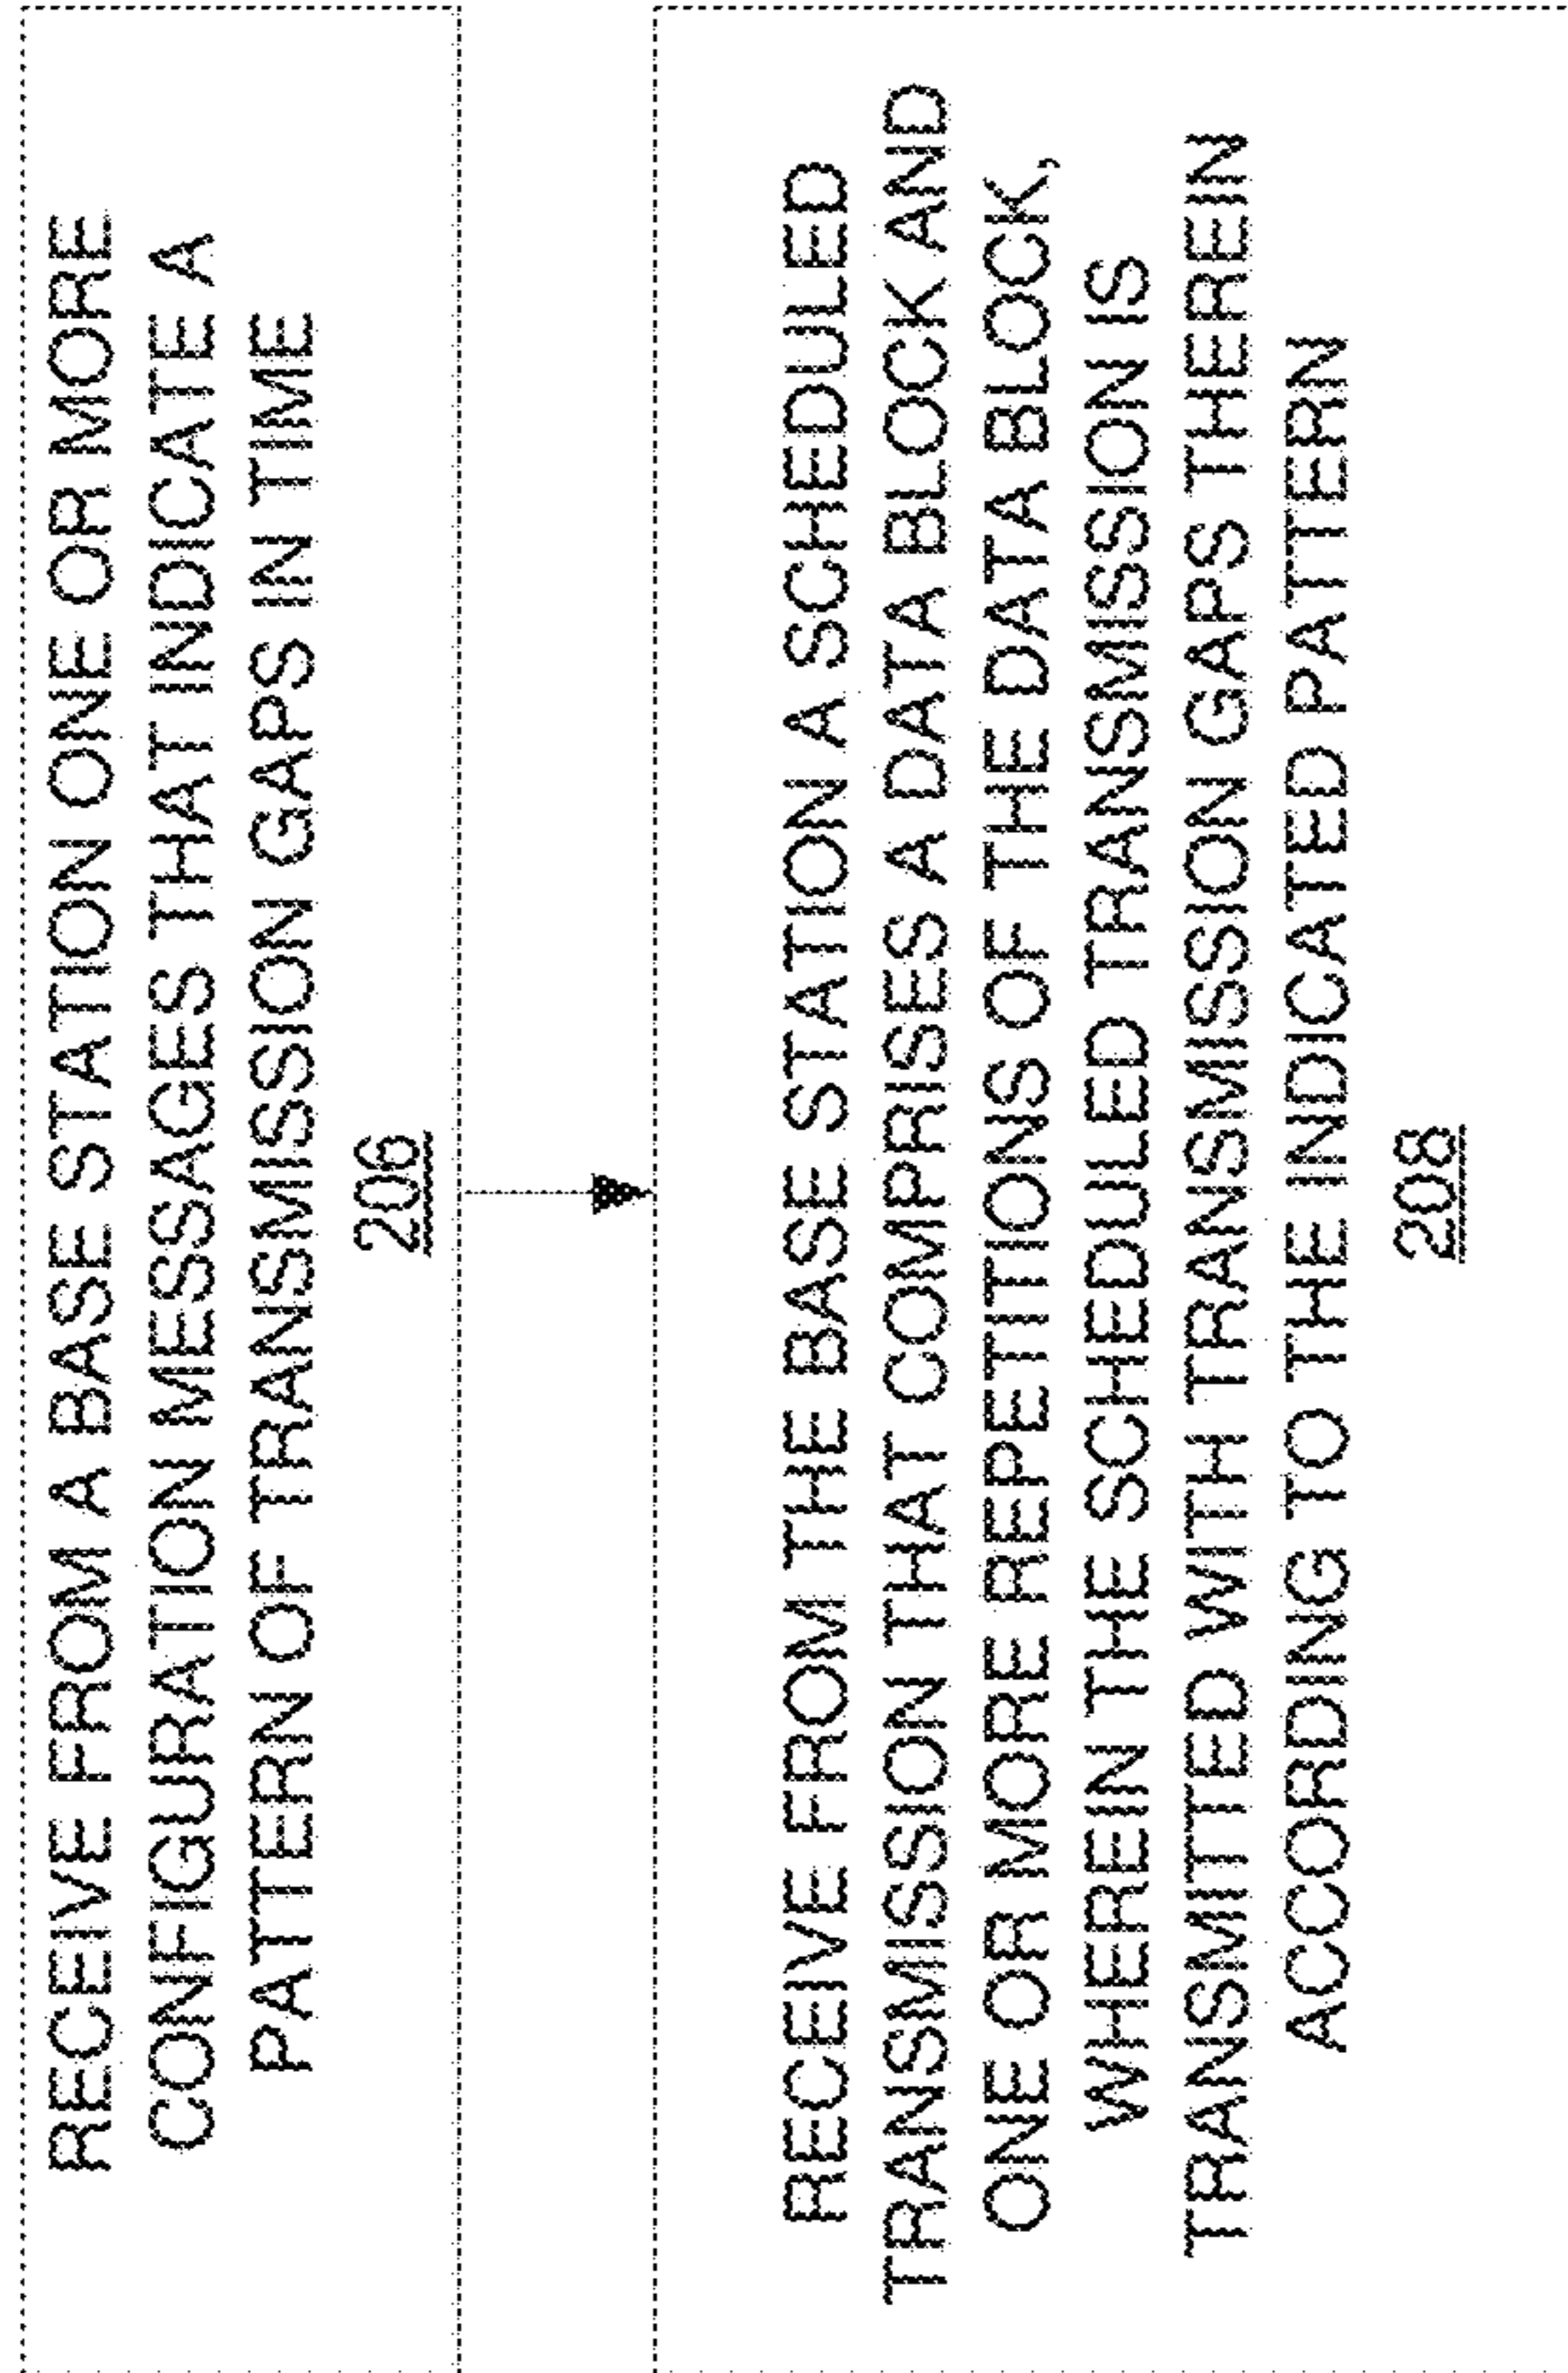 RECEIVE FROM A BASE STATION ONE OR MORE
CONFIGURATION MESSAGES THAT INDICATE A
PATTERN OF TRANSMISSION GAPS IN TIME
206
RECEIVE FROM THE BASE STATION A SCHEDULED
TRANSMISSION THAT COMPRISES A DATA BLOCK AND
ONE OR MORE REPETITIONS OF THE DATA BLOCK,
WHEREIN THE SCHEDULED TRANSMISSION IS
TRANSMITTED WITH TRANSMISSION GAPS THEREIN
ACCORDING TO THE INDICATED PATTERN
208